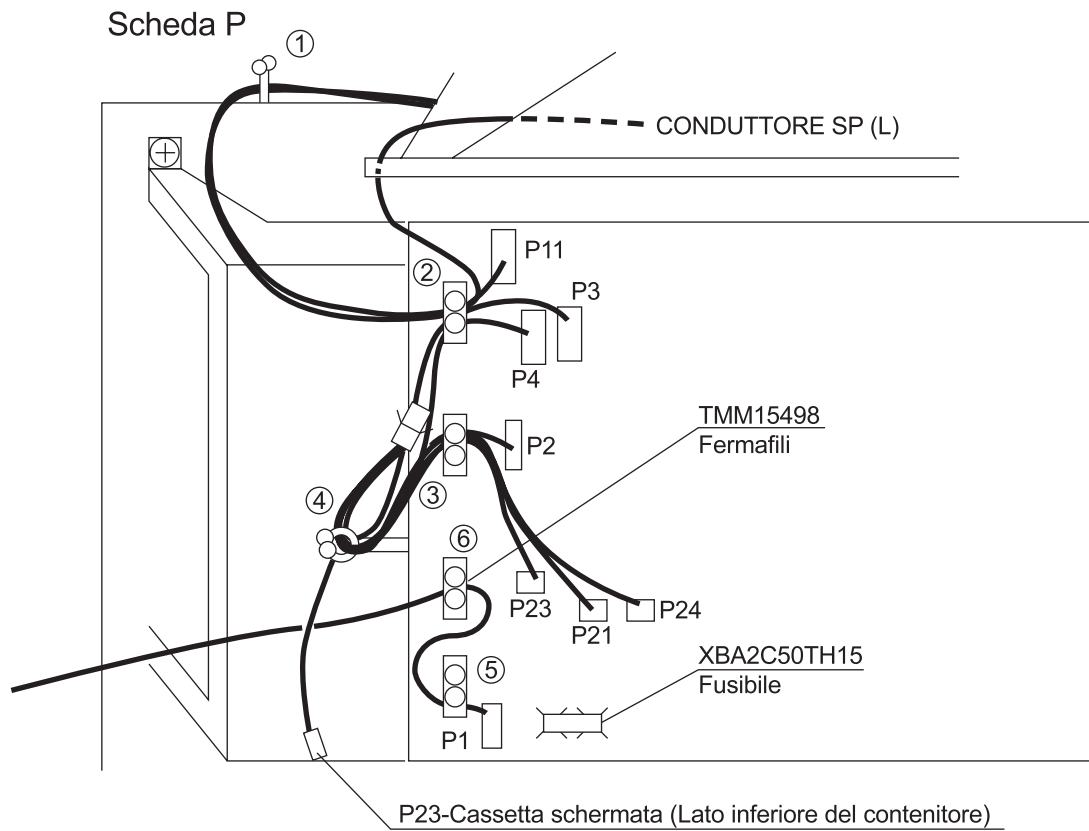 Scheda P
①
CONDUTTORE SP (L)
②
P11
P3
P4
TMM15498
Fermafili
P2
③
④
⑥
P23
P21
P24
XBA2C50TH15
Fusibile
⑤
P1
P23-Cassetta schermata (Lato inferiore del contenitore)